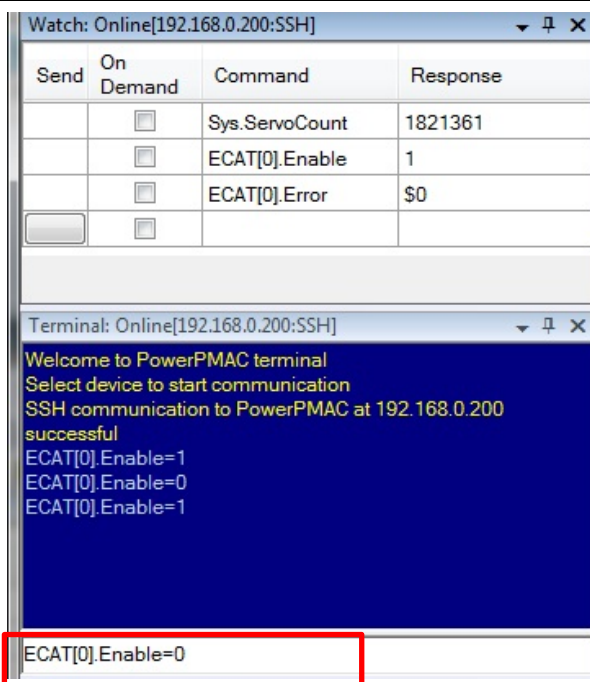 Watch: Online[192.168.0.200:SSH]
Send On Demand Command Response
Sys.ServoCount 1821361
ECAT[0].Enable 1
ECAT[0].Error $0
Terminal: Online[192.168.0.200:SSH]
Welcome to PowerPMAC terminal
Select device to start communication
SSH communication to PowerPMAC at 192.168.0.200
successful
ECAT[0].Enable=1
ECAT[0].Enable=0
ECAT[0].Enable=1
ECAT[0].Enable=0